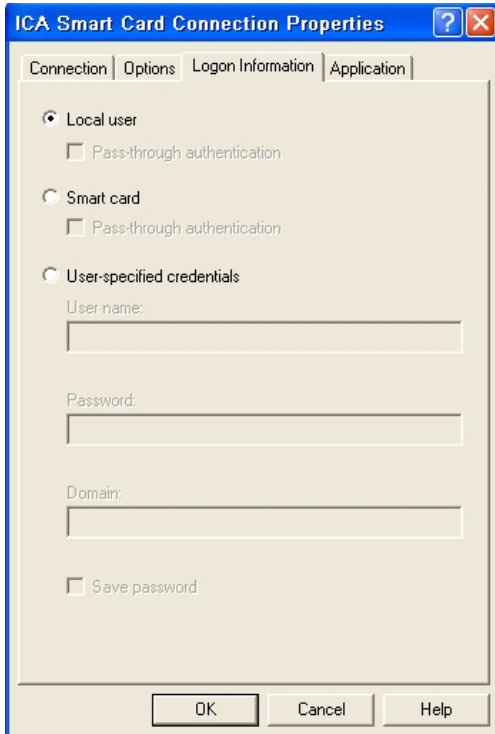 ICA Smart Card Connection Properties
Connection Options Logon Information Application
Local user
Pass-through authentication
Smart card
Pass-through authentication
User-specified credentials
User name:
Password:
Domain:
Save password
OK Cancel Help